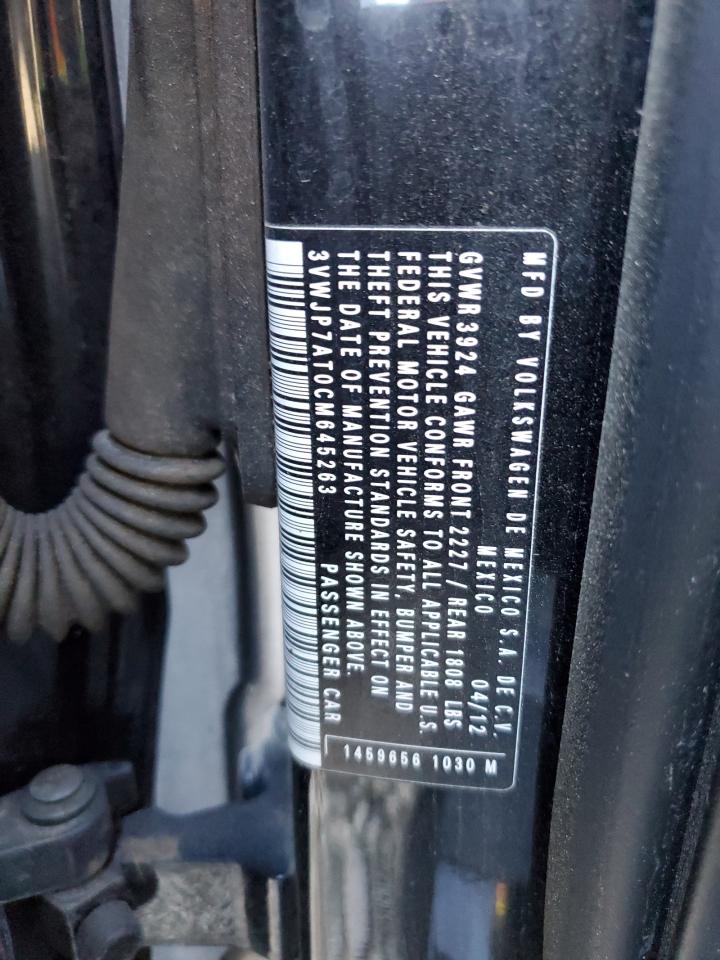 MFD BY VOLKSWAGEN DE MEXICO S.A. DE C.V.
MEXICO 04/12
GVWR 3924 GAWR FRONT 2227 / REAR 1808 LBS
THIS VEHICLE CONFORMS TO ALL APPLICABLE U.S.
FEDERAL MOTOR VEHICLE SAFETY, BUMPER AND
THEFT PREVENTION STANDARDS IN EFFECT ON
THE DATE OF MANUFACTURE SHOWN ABOVE.
3VWJP7AT0CM645263 PASSENGER CAR
1459656 1030 M